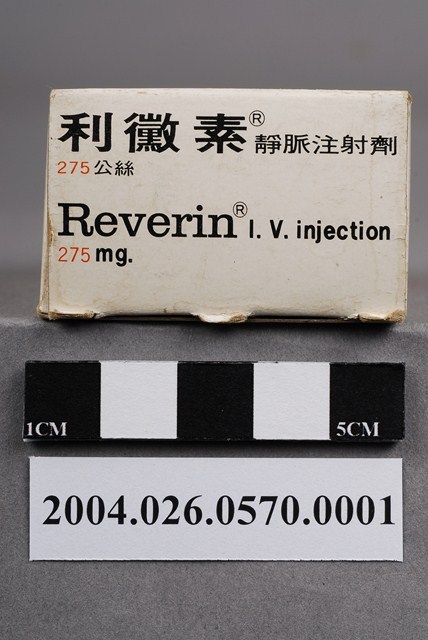 利黴素® 靜脈注射劑
275公絲
Reverin® I. V. injection
275 mg.
1CM 5CM
2004.026.0570.0001